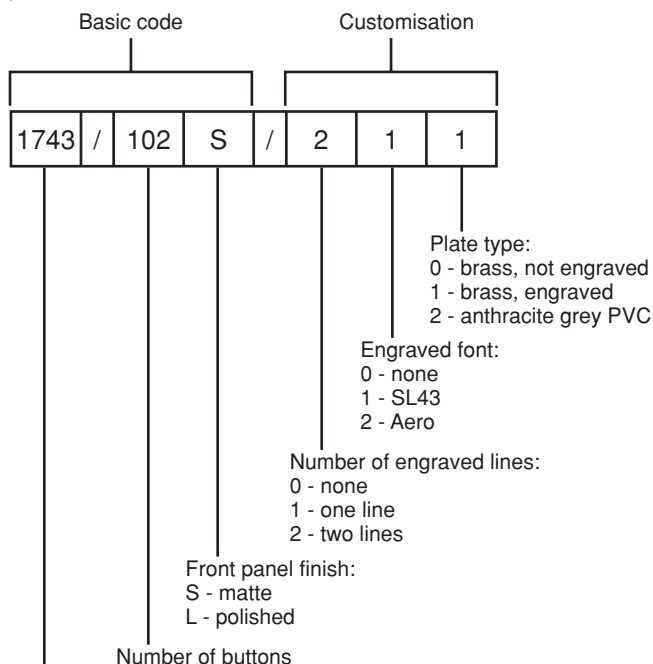 Basic code
Customisation
1743 / 102 S / 2 1 1
Plate type:
0 - brass, not engraved
1 - brass, engraved
2 - anthracite grey PVC
Engraved font:
0 - none
1 - SL43
2 - Aero
Number of engraved lines:
0 - none
1 - one line
2 - two lines
Front panel finish:
S - matte
L - polished
Number of buttons